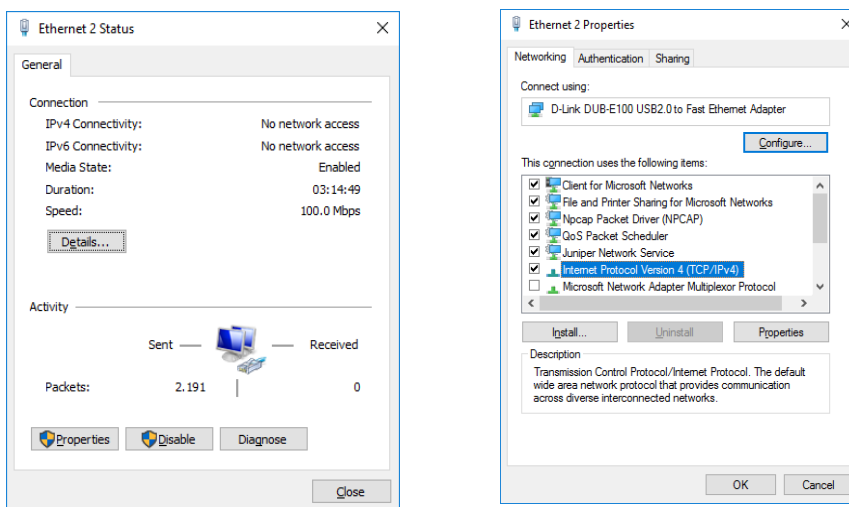 Ethernet 2 Status
General
Connection
IPv4 Connectivity: No network access
IPv6 Connectivity: No network access
Media State: Enabled
Duration: 03:14:49
Speed: 100.0 Mbps
Details...
Activity
Sent Received
Packets: 2.191 0
Properties Disable Diagnose
Close
Ethernet 2 Properties
Networking Authentication Sharing
Connect using:
D-Link DUB-E100 USB2.0 to Fast Ethernet Adapter
Configure...
This connection uses the following items:
Client for Microsoft Networks
File and Printer Sharing for Microsoft Networks
Npcap Packet Driver (NPCAP)
QoS Packet Scheduler
Juniper Network Service
Internet Protocol Version 4 (TCP/IPv4)
Microsoft Network Adapter Multiplexor Protocol
Install... Uninstall Properties
Description
Transmission Control Protocol/Internet Protocol. The default
wide area network protocol that provides communication
across diverse interconnected networks.
OK Cancel